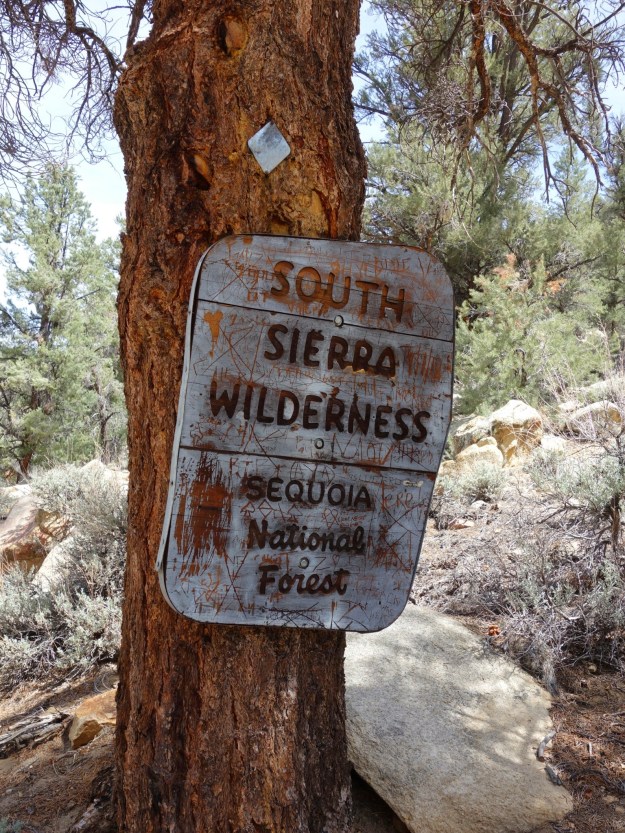 SOUTH
SIERRA
WILDERNESS
SEQUOIA
National
Forest